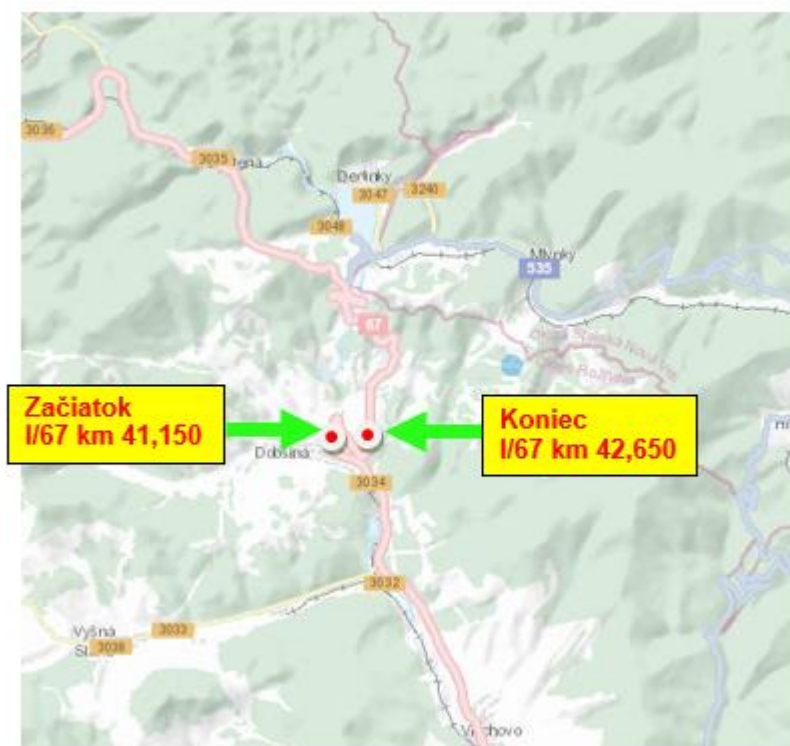 3036
3035
Dedinky
3047
3240
3048
Mlynky
535
67
Začiatok
I/67 km 41,150
Koniec
I/67 km 42,650
Dobšiná
3034
3032
Vyšná
3033
3038